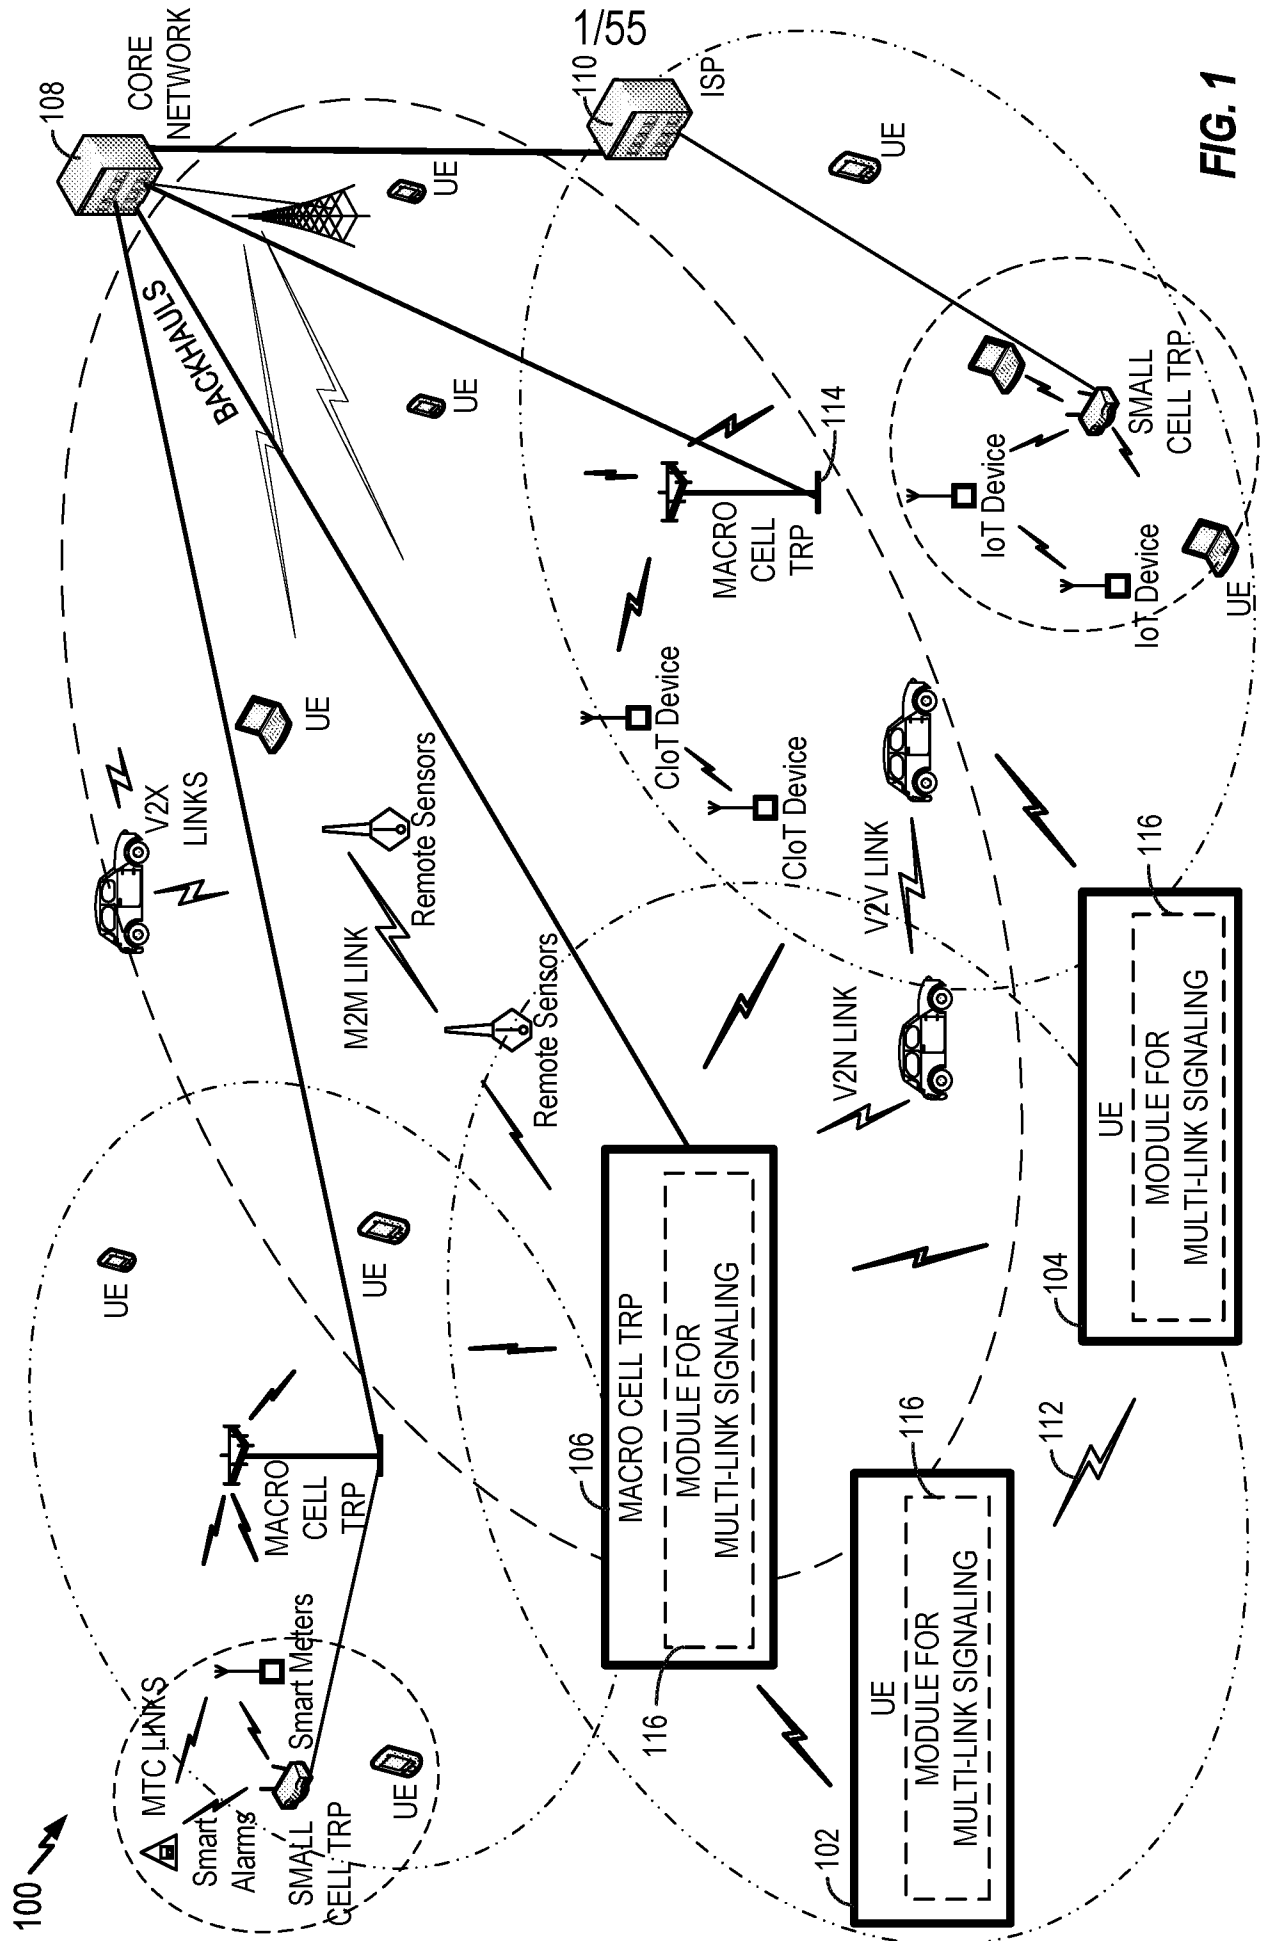 1/55
100
108
CORE
NETWORK
110
ISP
BACKHAULS
UE
UE
UE
UE
V2X
LINKS
Remote Sensors
M2M LINK
Remote Sensors
UE
UE
MACRO
CELL
TRP
MTC LINKS
Smart Meters
Smart
Alarms
SMALL
CELL TRP
UE
MACRO
CELL
TRP
114
CIoT Device
CIoT Device
IoT Device
IoT Device
SMALL
CELL TRP
UE
V2V LINK
V2N LINK
106
MACRO CELL TRP
MODULE FOR
MULTI-LINK SIGNALING
116
102
UE
MODULE FOR
MULTI-LINK SIGNALING
116
112
104
UE
MODULE FOR
MULTI-LINK SIGNALING
116
FIG. 1